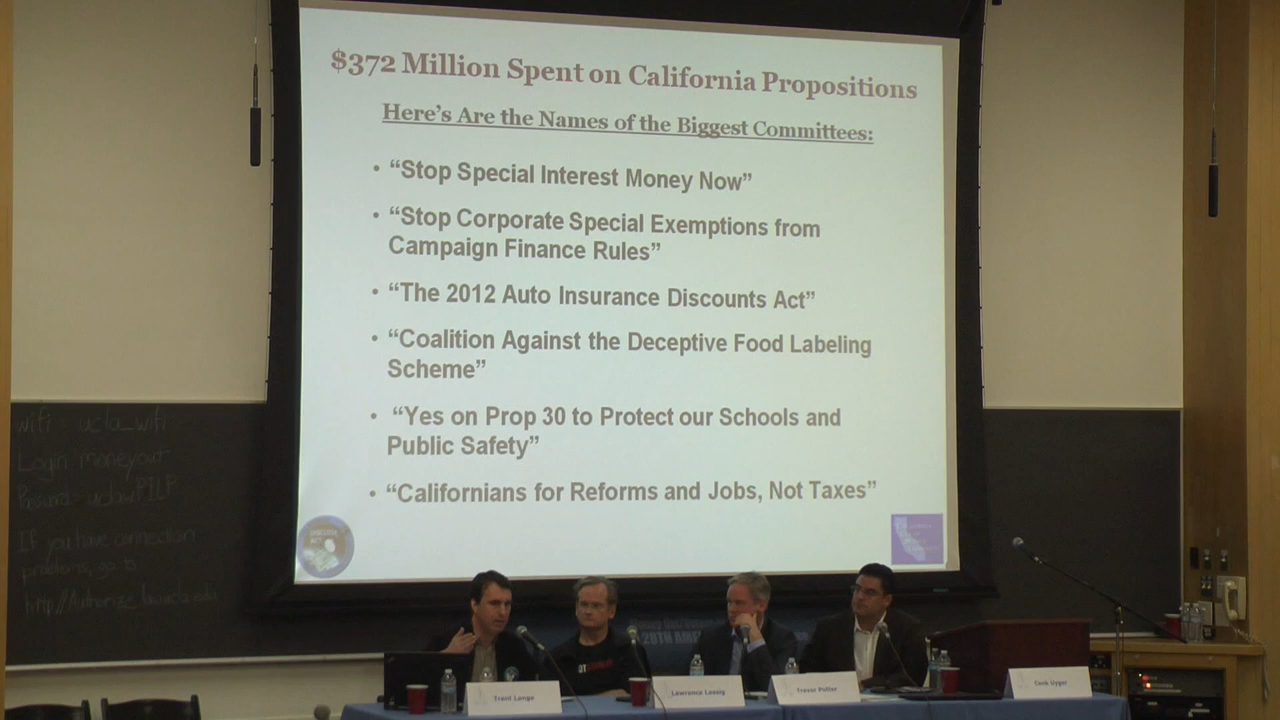 $372 Million Spent on California Propositions
Here's Are the Names of the Biggest Committees:
• “Stop Special Interest Money Now”
• “Stop Corporate Special Exemptions from
Campaign Finance Rules”
• “The 2012 Auto Insurance Discounts Act”
• “Coalition Against the Deceptive Food Labeling
Scheme”
• “Yes on Prop 30 to Protect our Schools and
Public Safety”
• “Californians for Reforms and Jobs, Not Taxes”
wifi ucla_wifi
Login moneyout
If you have connection
problems, go to
28TH
Trent Lange
Lawrence Lessig
Trevor Potter
Cenk Uygur